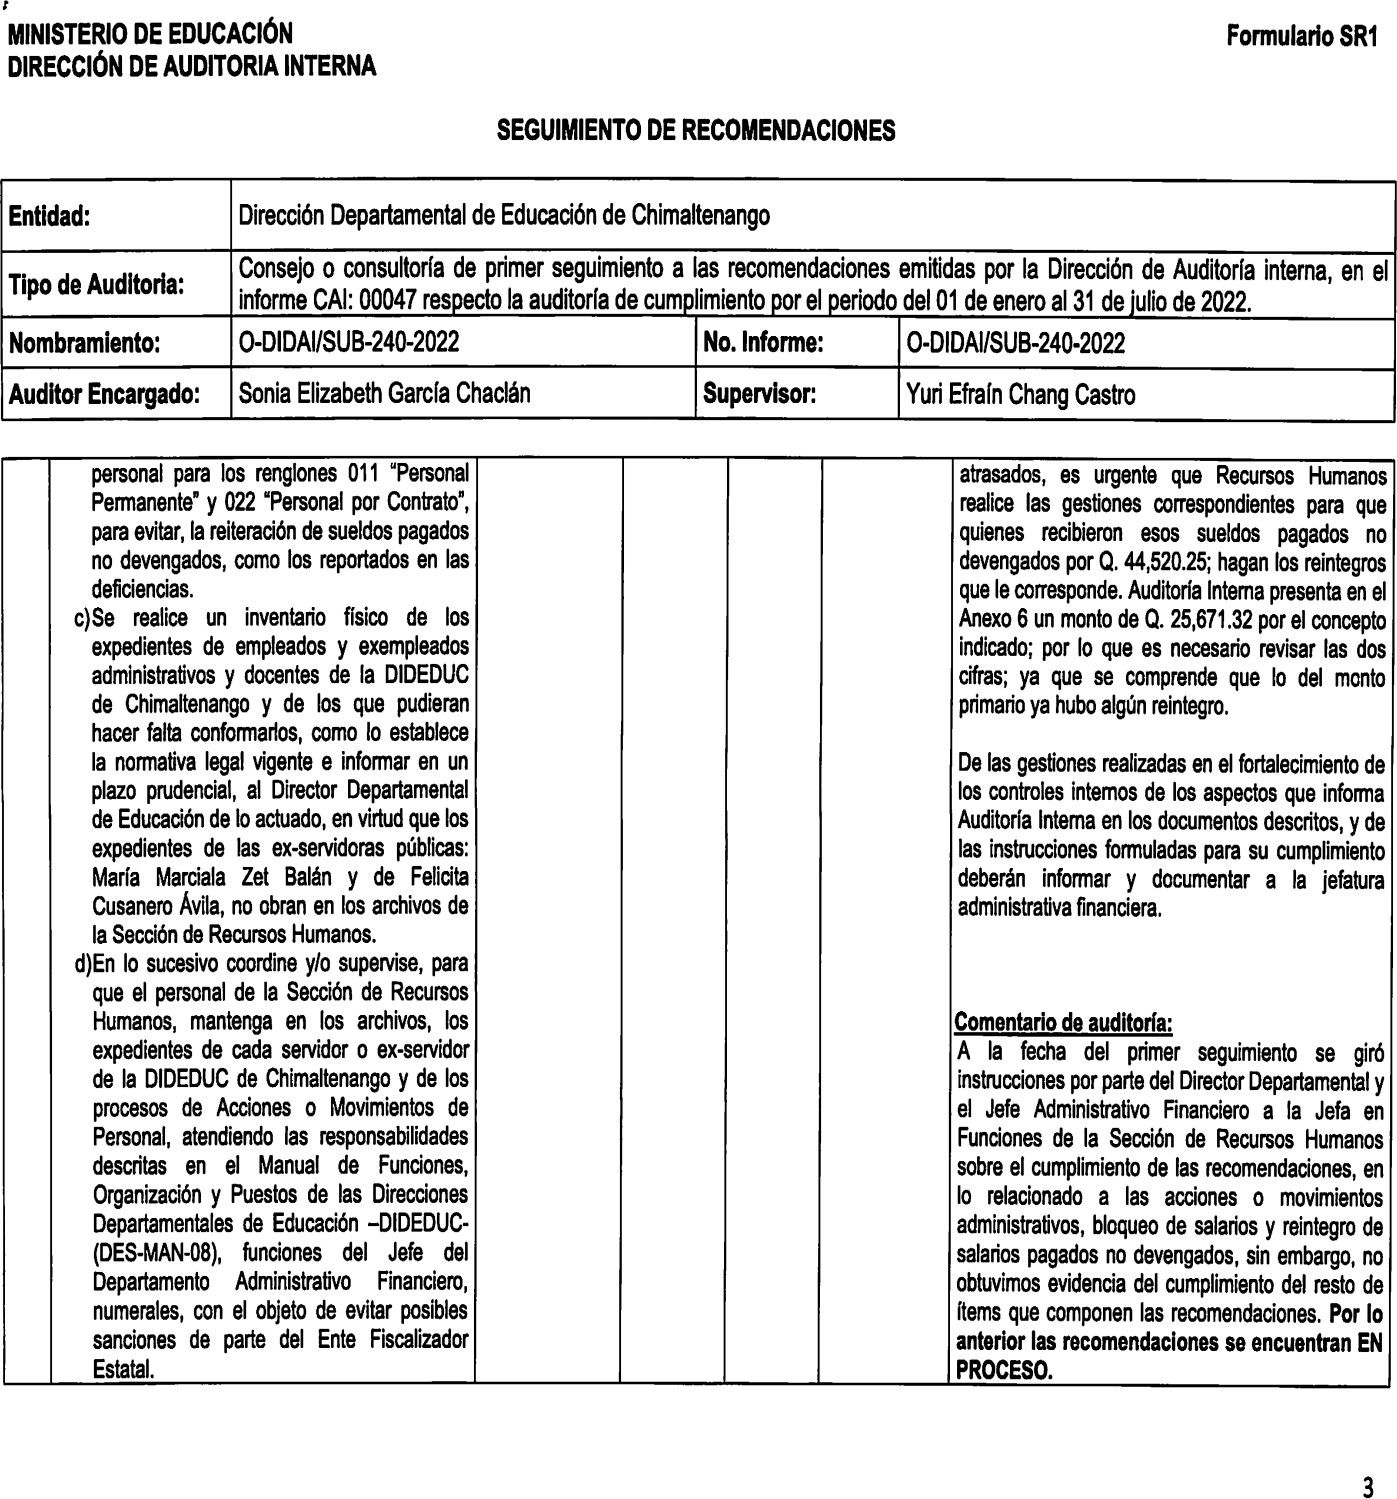 MINISTERIO DE EDUCACIÓN
DIRECCIÓN DE AUDITORIA INTERNA
Formulario SR1
SEGUIMIENTO DE RECOMENDACIONES
Entidad: Dirección Departamental de Educación de Chimaltenango
Tipo de Auditoria: Consejo o consultoría de primer seguimiento a las recomendaciones emitidas por la Dirección de Auditoría interna, en el
informe CAI: 00047 respecto la auditoría de cumplimiento por el periodo del 01 de enero al 31 de julio de 2022.
Nombramiento: O-DIDAI/SUB-240-2022 No. Informe: O-DIDAI/SUB-240-2022
Auditor Encargado: Sonia Elizabeth García Chaclán Supervisor: Yuri Efraín Chang Castro
personal para los renglones 011 "Personal
Permanente" y 022 "Personal por Contrato",
para evitar, la reiteración de sueldos pagados
no devengados, como los reportados en las
deficiencias.
c)Se realice un inventario físico de los
expedientes de empleados y exempleados
administrativos y docentes de la DIDEDUC
de Chimaltenango y de los que pudieran
hacer falta conformarlos, como lo establece
la normativa legal vigente e informar en un
plazo prudencial, al Director Departamental
de Educación de lo actuado, en virtud que los
expedientes de las ex-servidoras públicas:
María Marciala Zet Balán y de Felicita
Cusanero Ávila, no obran en los archivos de
la Sección de Recursos Humanos.
d)En lo sucesivo coordine y/o supervise, para
que el personal de la Sección de Recursos
Humanos, mantenga en los archivos, los
expedientes de cada servidor o ex-servidor
de la DIDEDUC de Chimaltenango y de los
procesos de Acciones o Movimientos de
Personal, atendiendo las responsabilidades
descritas en el Manual de Funciones,
Organización y Puestos de las Direcciones
Departamentales de Educación –DIDEDUC-
(DES-MAN-08), funciones del Jefe del
Departamento Administrativo Financiero,
numerales, con el objeto de evitar posibles
sanciones de parte del Ente Fiscalizador
Estatal.
atrasados, es urgente que Recursos Humanos
realice las gestiones correspondientes para que
quienes recibieron esos sueldos pagados no
devengados por Q. 44,520.25; hagan los reintegros
que le corresponde. Auditoría Interna presenta en el
Anexo 6 un monto de Q. 25,671.32 por el concepto
indicado; por lo que es necesario revisar las dos
cifras; ya que se comprende que lo del monto
primario ya hubo algún reintegro.
De las gestiones realizadas en el fortalecimiento de
los controles internos de los aspectos que informa
Auditoría Interna en los documentos descritos, y de
las instrucciones formuladas para su cumplimiento
deberán informar y documentar a la jefatura
administrativa financiera.
Comentario de auditoría:
A la fecha del primer seguimiento se giró
instrucciones por parte del Director Departamental y
el Jefe Administrativo Financiero a la Jefa en
Funciones de la Sección de Recursos Humanos
sobre el cumplimiento de las recomendaciones, en
lo relacionado a las acciones o movimientos
administrativos, bloqueo de salarios y reintegro de
salarios pagados no devengados, sin embargo, no
obtuvimos evidencia del cumplimiento del resto de
ítems que componen las recomendaciones. Por lo
anterior las recomendaciones se encuentran EN
PROCESO.
3